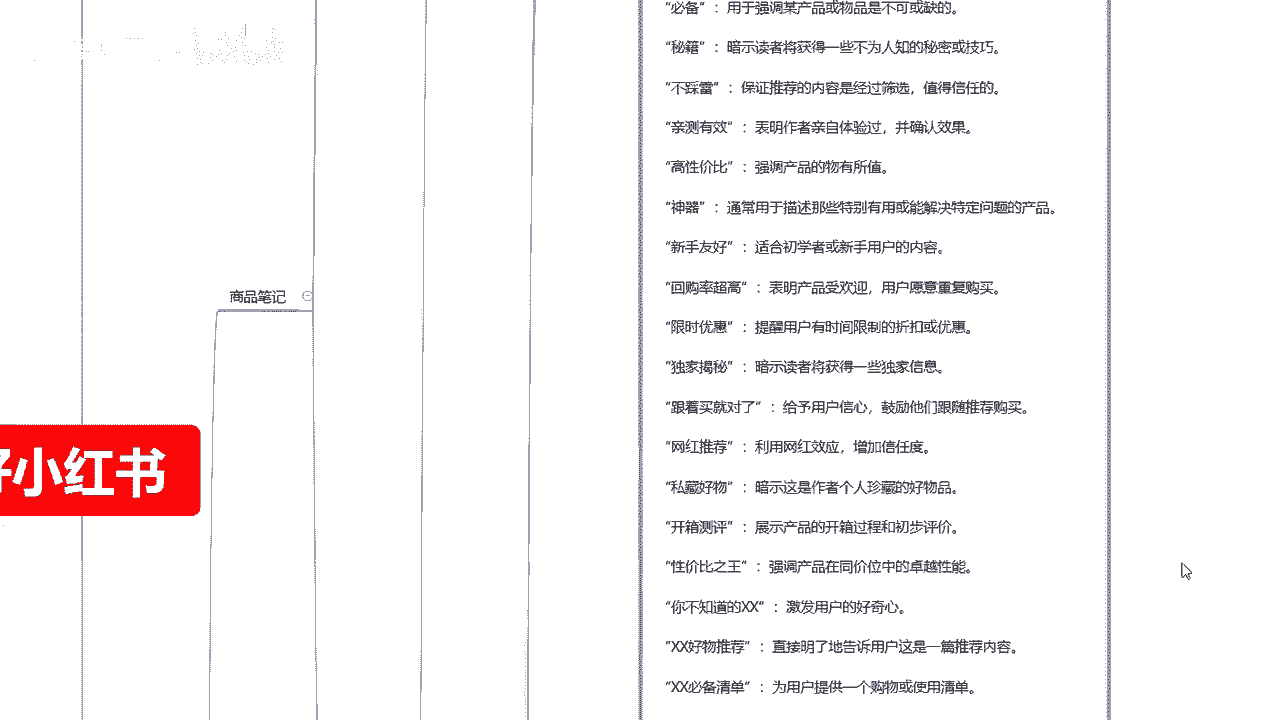 "必备"：用于强调某产品或物品是不可或缺的。
"秘籍"：暗示读者将获得一些不为人知的秘密或技巧。
"不踩雷"：保证推荐的内容是经过筛选，值得信任的。
"亲测有效"：表明作者亲自体验过，并确认效果。
"高性价比"：强调产品的物有所值。
"神器"：通常用于描述那些特别有用或能解决特定问题的产品。
"新手友好"：适合初学者或新手用户的内容。
"回购率超高"：表明产品受欢迎，用户愿意重复购买。
商品笔记
"限时优惠"：提醒用户有时间限制的折扣或优惠。
"独家揭秘"：暗示读者将获得一些独家信息。
"跟着买就对了"：给予用户信心，鼓励他们跟随推荐购买。
"网红推荐"：利用网红效应，增加信任度。
小红书
"私藏好物"：暗示这是作者个人珍藏的好物品。
"开箱测评"：展示产品的开箱过程和初步评价。
"性价比之王"：强调产品在同价位中的卓越性能。
"你不知道的XX"：激发用户的好奇心。
"XX好物推荐"：直接明了地告诉用户这是一篇推荐内容。
"XX必备清单"：为用户提供一个购物或使用清单。